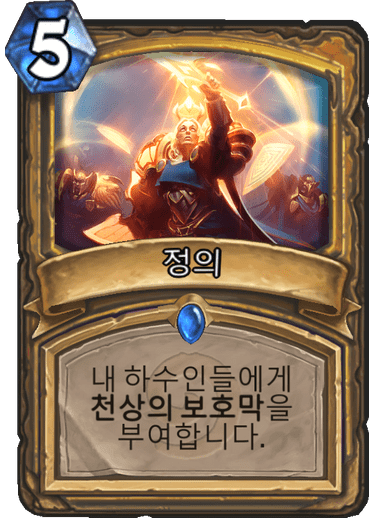 5
정의
내 하수인들에게
천상의 보호막을
부여합니다.